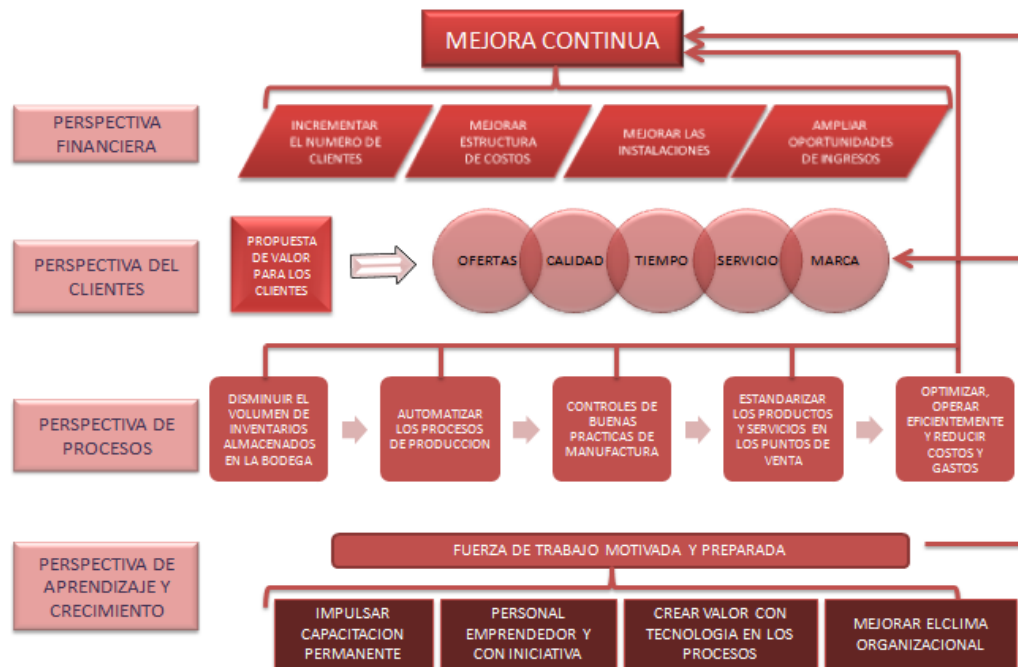 MEJORA CONTINUA
PERSPECTIVA
FINANCIERA
INCREMENTAR
EL NUMERO DE
CLIENTES
MEJORAR
ESTRUCTURA
DE COSTOS
MEJORAR LAS
INSTALACIONES
AMPLIAR
OPORTUNIDADES
DE INGRESOS
PERSPECTIVA DEL
CLIENTES
PROPUESTA
DE VALOR
PARA LOS
CLIENTES
OFERTAS
CALIDAD
TIEMPO
SERVICIO
MARCA
PERSPECTIVA DE
PROCESOS
DISMINUIR EL
VOLUMEN DE
INVENTARIOS
ALMACENADOS
EN LA BODEGA
AUTOMATIZAR
LOS PROCESOS
DE PRODUCCION
CONTROLES DE
BUENAS
PRACTICAS DE
MANUFACTURA
ESTANDARIZAR
LOS PRODUCTOS
Y SERVICIOS EN
LOS PUNTOS DE
VENTA
OPTIMIZAR,
OPERAR
EFICIENTEMENTE
Y REDUCIR
COSTOS Y
GASTOS
PERSPECTIVA DE
APRENDIZAJE Y
CRECIMIENTO
FUERZA DE TRABAJO MOTIVADA Y PREPARADA
IMPULSAR
CAPACITACION
PERMANENTE
PERSONAL
EMPRENDEDOR Y
CON INICIATIVA
CREAR VALOR CON
TECNOLOGIA EN LOS
PROCESOS
MEJORAR ELCLIMA
ORGANIZACIONAL